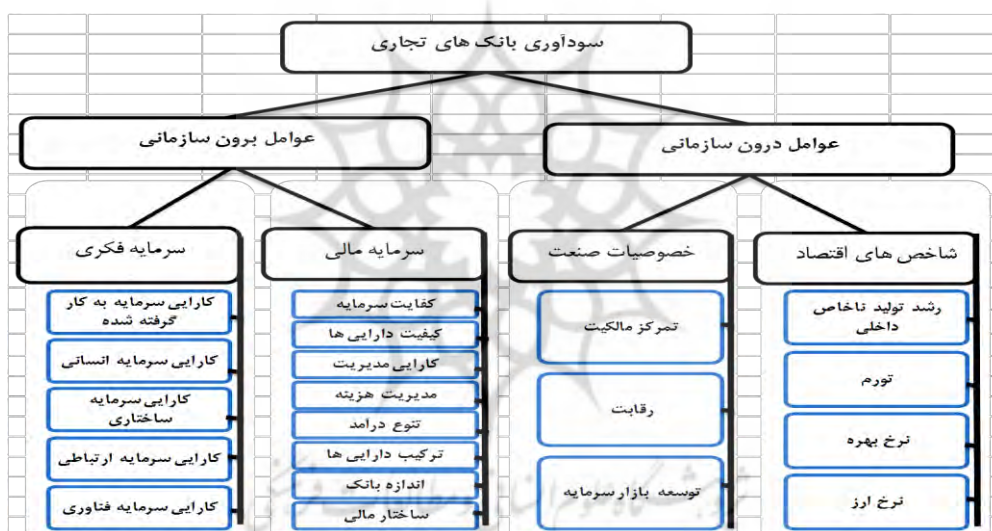 سودآوری بانک های تجاری
عوامل درون سازمانی
عوامل برون سازمانی
شاخص های اقتصاد
رشد تولید ناخاص
داخلی
تورم
نرخ بهره
نرخ ارز
خصوصیات صنعت
تمرکز مالکیت
رقابت
توسعه بازار سرمایه
سرمایه مالی
کفایت سرمایه
کیفیت دارایی ها
کارایی مدیریت
مدیریت هزینه
تنوع درامد
ترکیب دارایی ها
اندازه بانک
ساختار مالی
سرمایه فکری
کارایی سرمایه به کار
گرفته شده
کارایی سرمایه انسانی
کارایی سرمایه
ساختاری
کارایی سرمایه ارتباطی
کارایی سرمایه فناوری